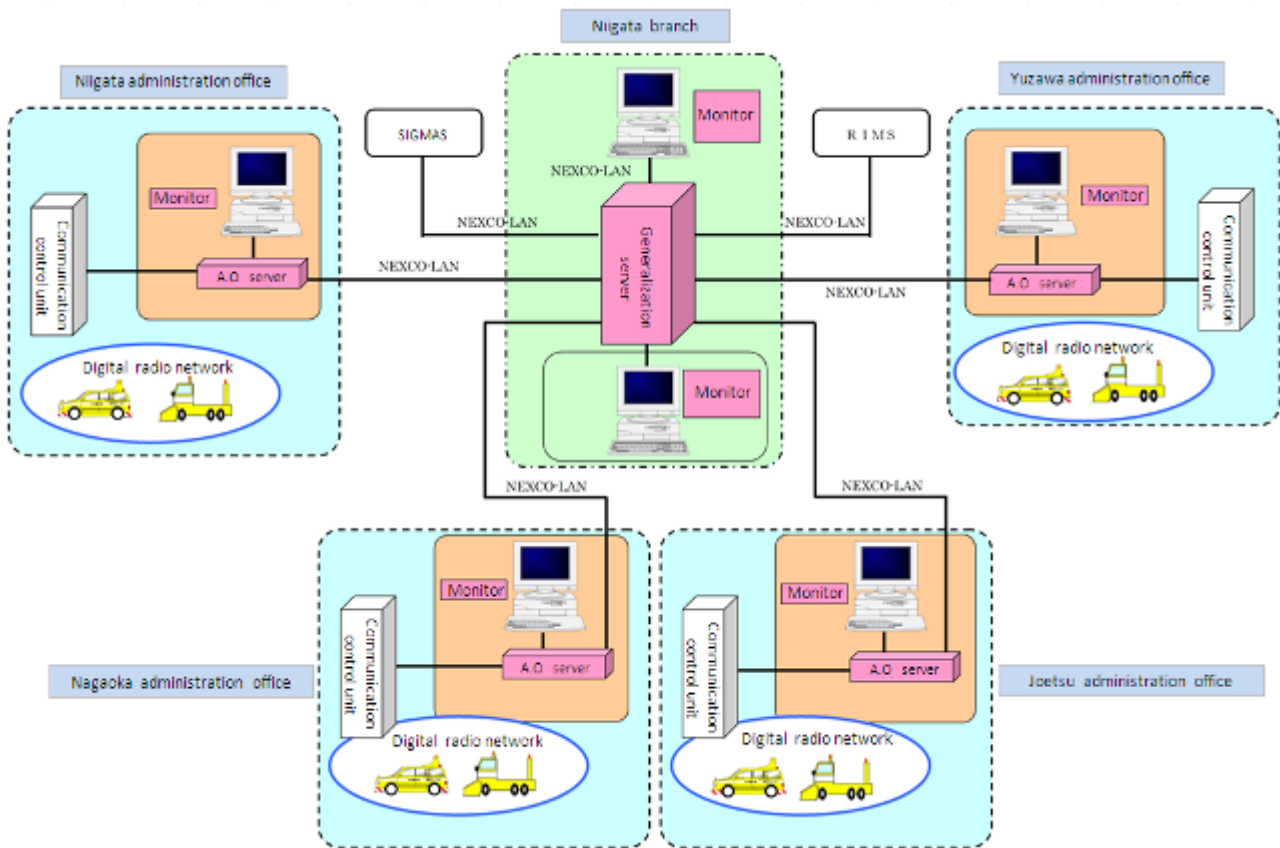 Niigata branch
Niigata administration office
Yuzawa administration office
SIGMAS
Monitor
R I M S
NEXCO-LAN
NEXCO-LAN
NEXCO-LAN
Generalization
server
Monitor
Communication
control unit
A.O server
NEXCO-LAN
NEXCO-LAN
Monitor
Communication
control unit
A.O server
Digital radio network
Digital radio network
Monitor
NEXCO-LAN
NEXCO-LAN
Monitor
Communication
control unit
A.O server
Monitor
Communication
control unit
A.O server
Nagaoka administration office
Joetsu administration office
Digital radio network
Digital radio network